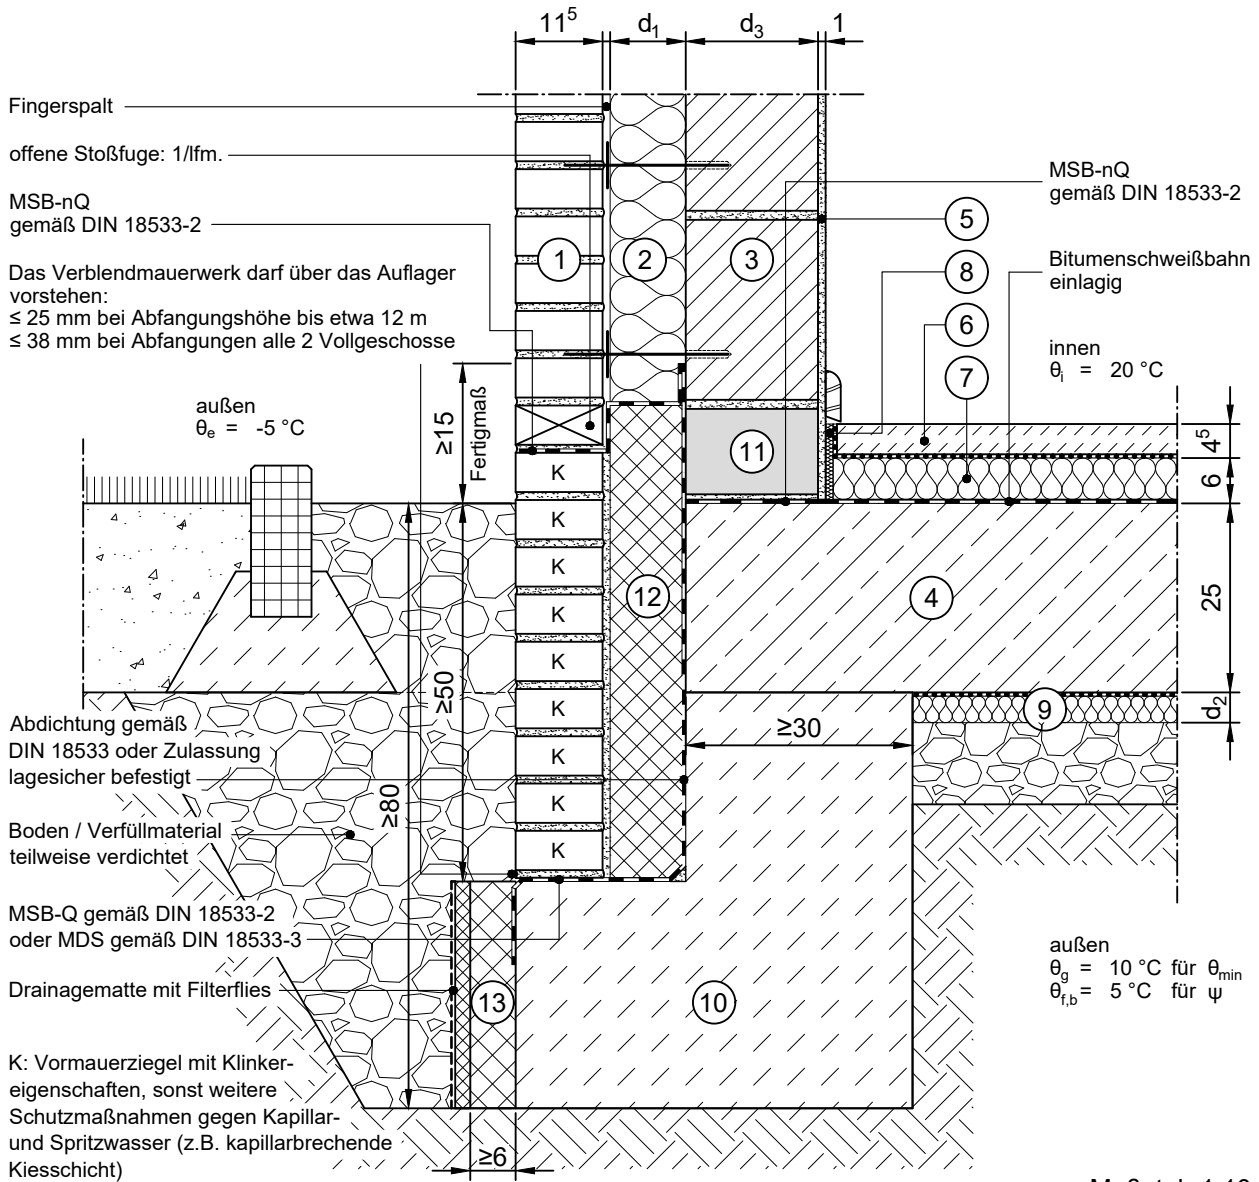 11⁵
d₁
d₃
1
Fingerspalt
offene Stoßfuge: 1/lfm.
MSB-nQ
gemäß DIN 18533-2
Das Verblendmauerwerk darf über das Auflager
vorstehen:
≤ 25 mm bei Abfangungshöhe bis etwa 12 m
≤ 38 mm bei Abfangungen alle 2 Vollgeschosse
außen
θe = -5 °C
≥15
Fertigmaß
1
2
3
MSB-nQ
gemäß DIN 18533-2
5
8
6
7
Bitumenschweißbahn
einlagig
innen
θi = 20 °C
11
4⁵
6
25
d₂
K
K
K
K
K
K
K
K
K
12
4
9
≥50
≥80
≥30
Abdichtung gemäß
DIN 18533 oder Zulassung
lagesicher befestigt
Boden / Verfüllmaterial
teilweise verdichtet
MSB-Q gemäß DIN 18533-2
oder MDS gemäß DIN 18533-3
Drainagematte mit Filterflies
13
10
außen
θg = 10 °C für θmin
θf,b = 5 °C für ψ
K: Vormauerziegel mit Klinker-
eigenschaften, sonst weitere
Schutzmaßnahmen gegen Kapillar-
und Spritzwasser (z.B. kapillarbrechende
Kiesschicht)
≥6